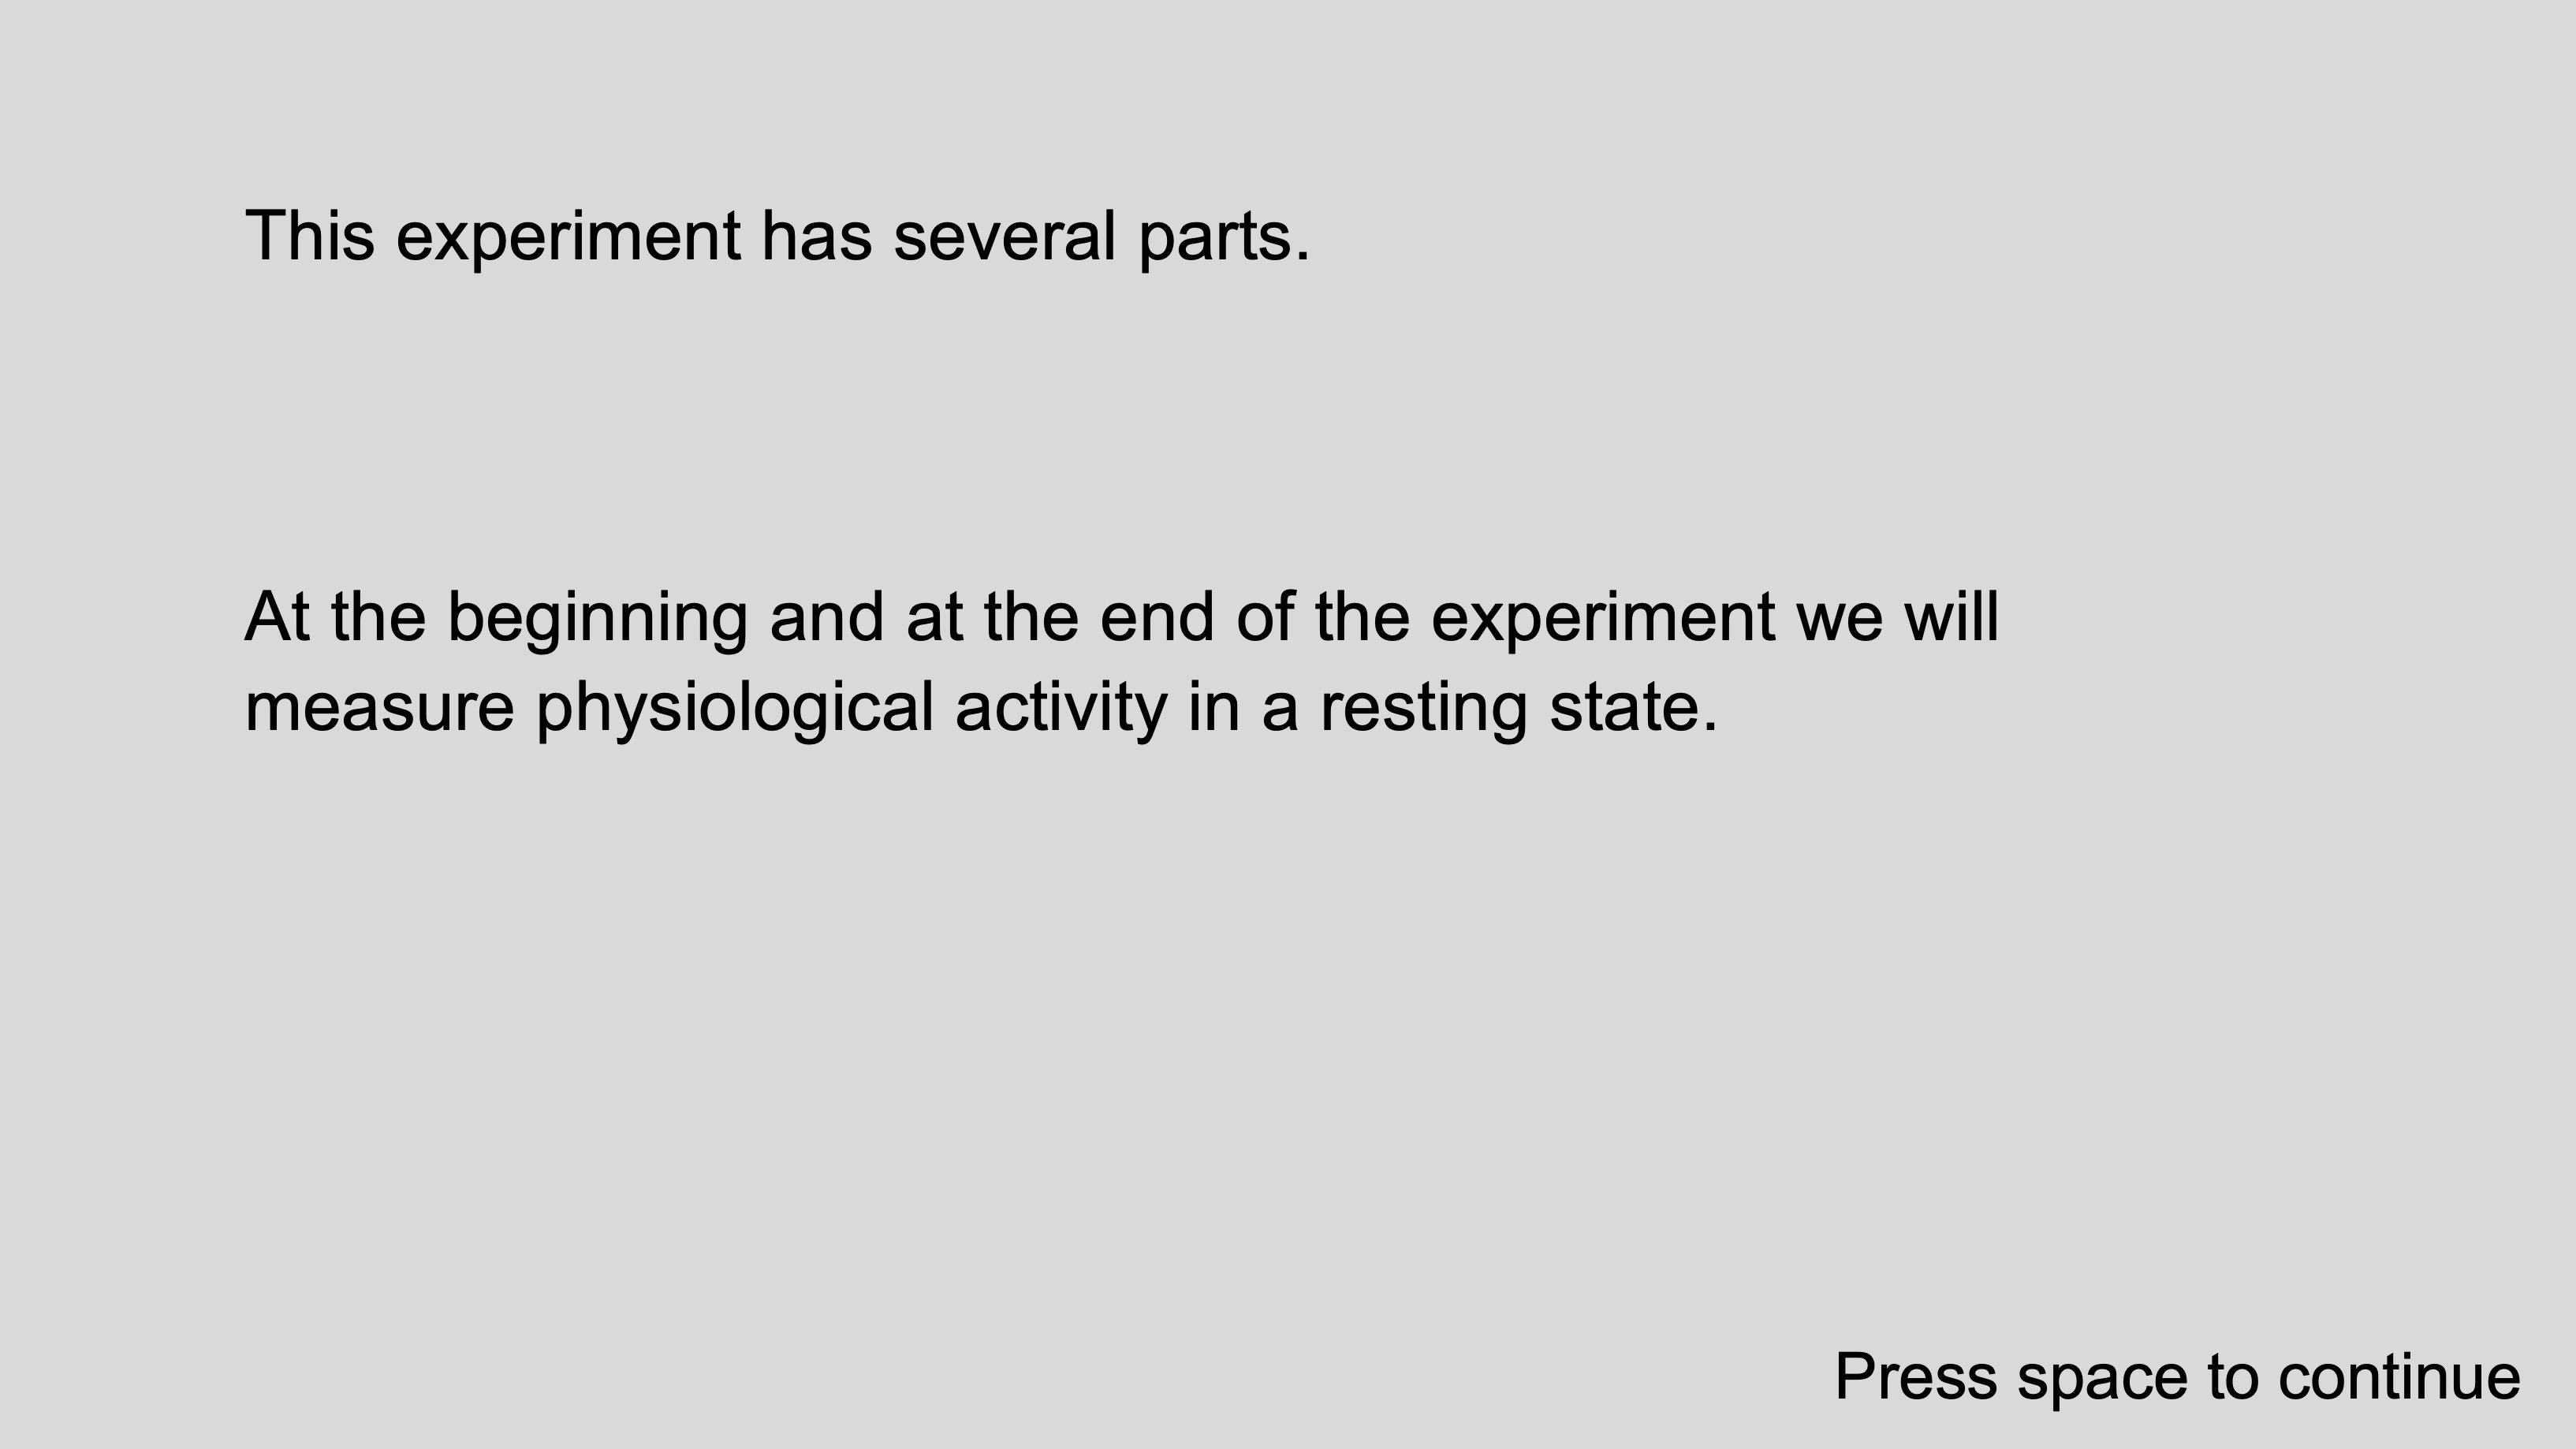 This experiment has several parts.
At the beginning and at the end of the experiment we will
measure physiological activity in a resting state.
Press space to continue